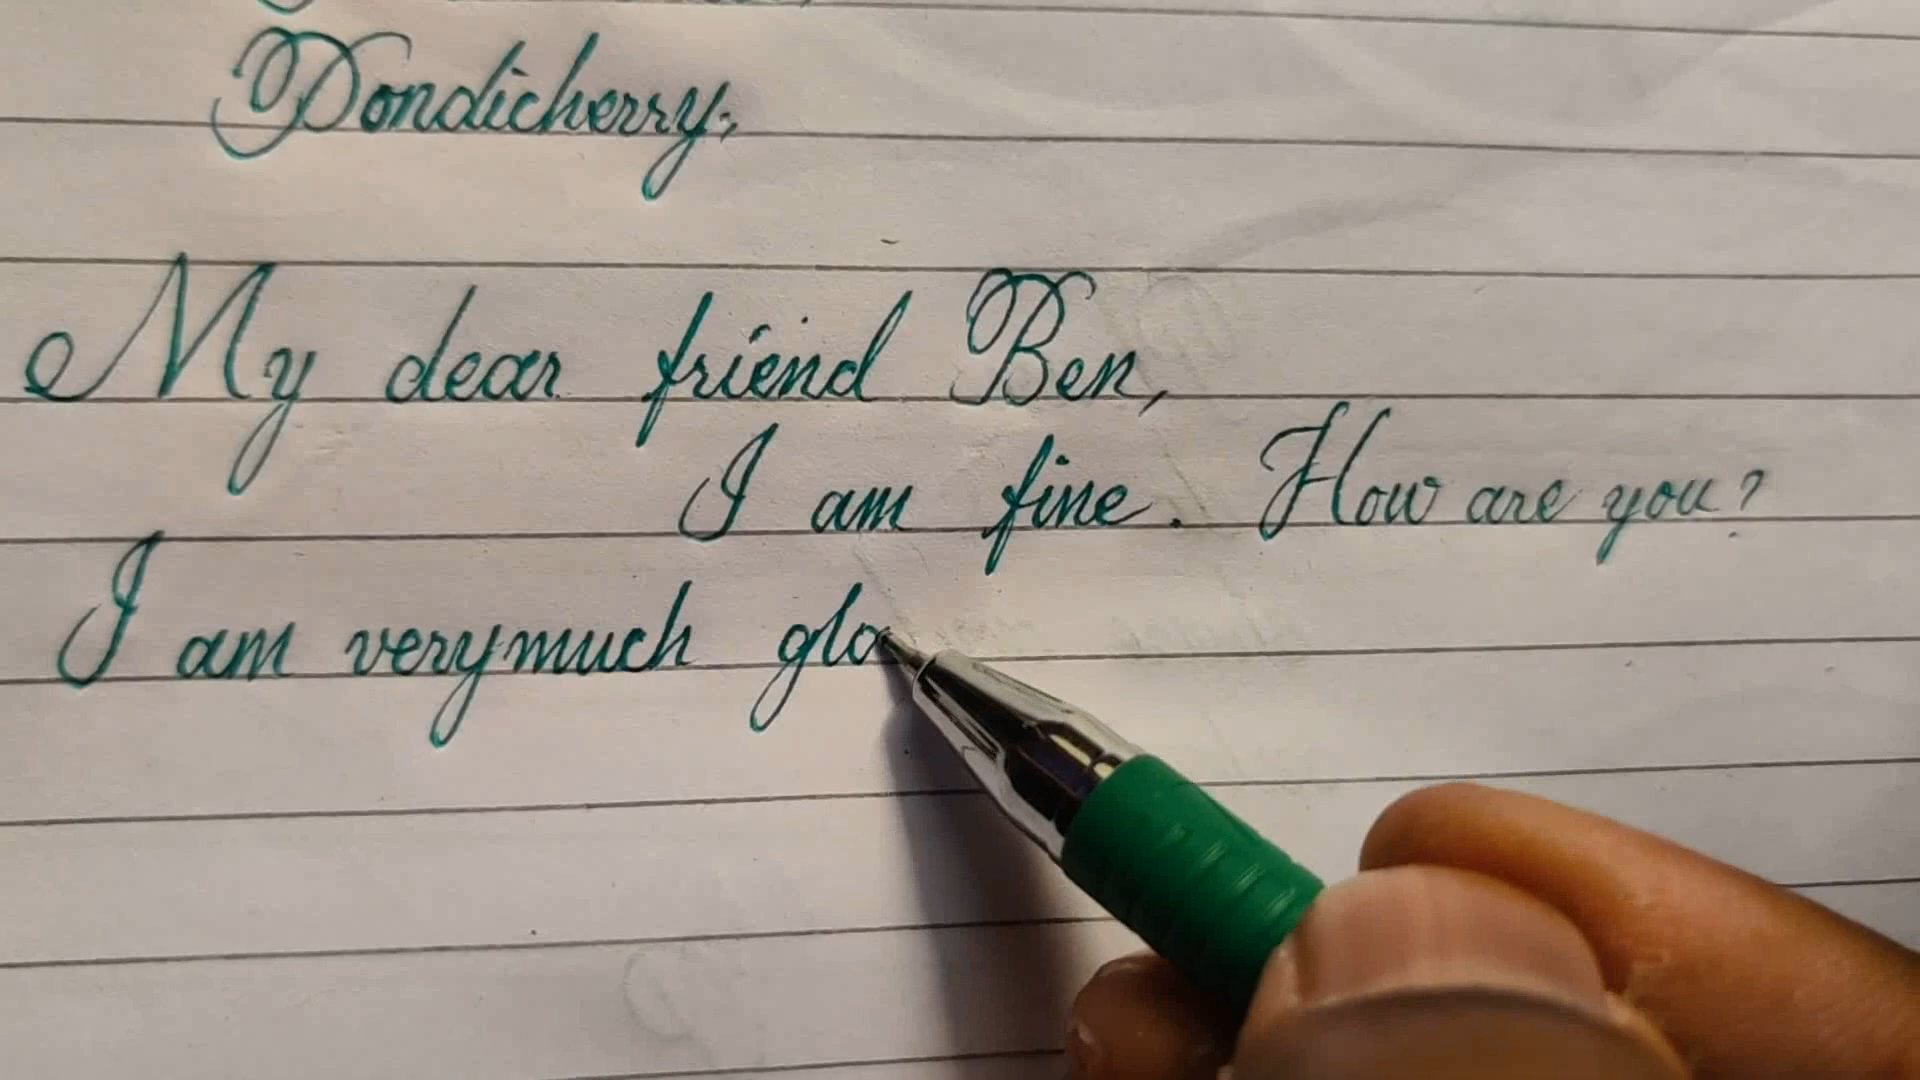 Pondicherry.,
My dear friend Ben,
I am fine. How are you?
I am verymuch gla